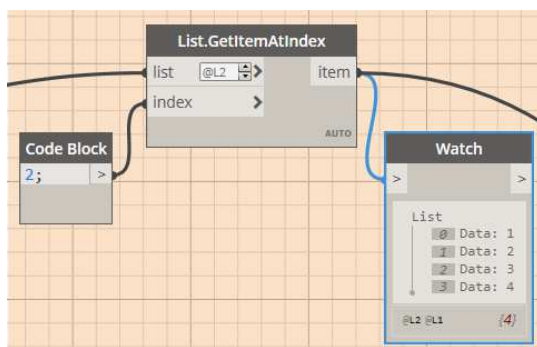 List.GetItemAtIndex
list @L2 > item
index >
AUTO
Code Block
2; >
Watch
> >
List
0 Data: 1
1 Data: 2
2 Data: 3
3 Data: 4
@L2 @L1 {4}